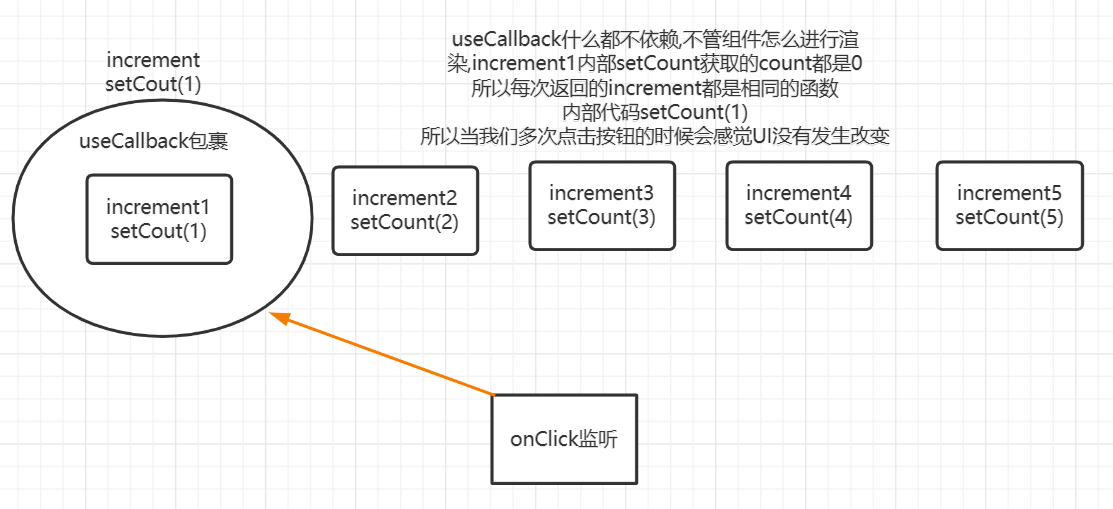 increment
setCout(1)
useCallback包裹
increment1
setCout(1)
useCallback什么都不依赖,不管组件怎么进行渲
染,increment1内部setCount获取的count都是0
所以每次返回的increment都是相同的函数
内部代码setCount(1)
所以当我们多次点击按钮的时候会感觉UI没有发生改变
increment2
setCount(2)
increment3
setCount(3)
increment4
setCount(4)
increment5
setCount(5)
onClick监听